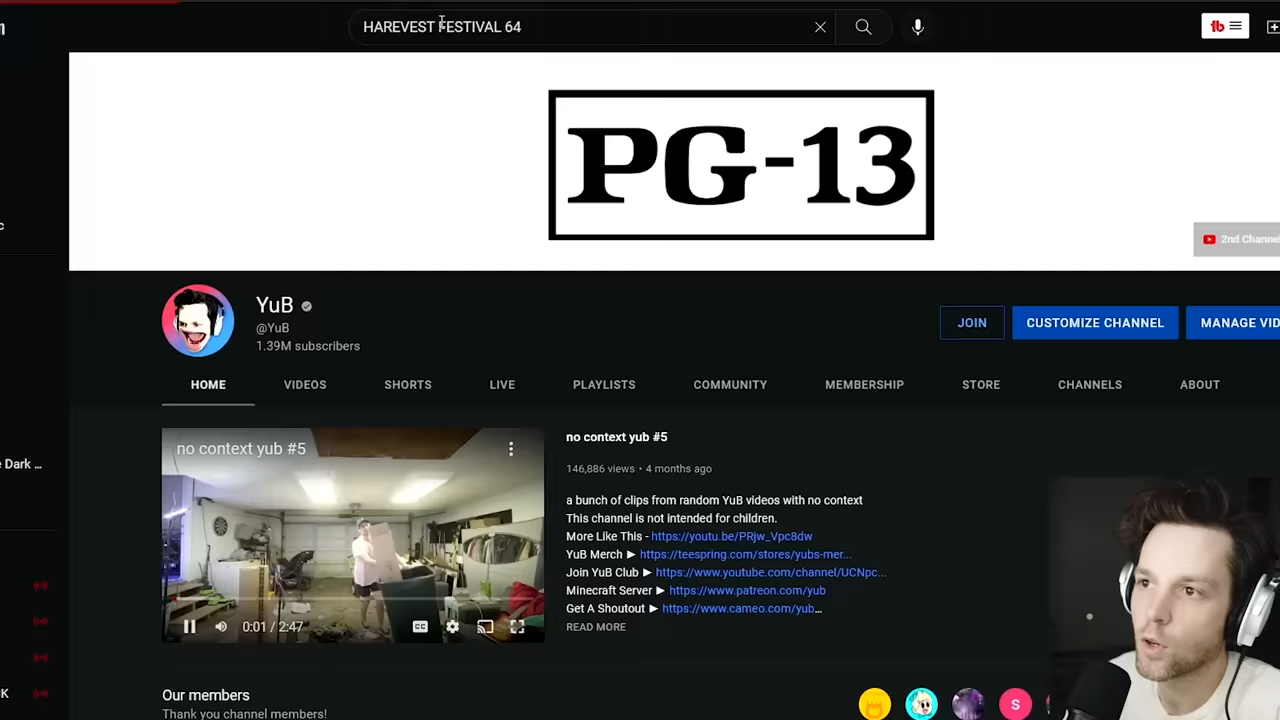 HAREVEST FESTIVAL 64
PG-13
2nd Channel
YuB
@YuB
1.39M subscribers
JOIN
CUSTOMIZE CHANNEL
MANAGE VID
HOME
VIDEOS
SHORTS
LIVE
PLAYLISTS
COMMUNITY
MEMBERSHIP
STORE
CHANNELS
ABOUT
no context yub #5
0:01 / 2:47
CC
no context yub #5
146,886 views • 4 months ago
a bunch of clips from random YuB videos with no context
This channel is not intended for children.
More Like This - https://youtu.be/PRjw_Vpc8dw
YuB Merch ► https://teespring.com/stores/yubs-mer...
Join YuB Club ► https://www.youtube.com/channel/UCNpc...
Minecraft Server ► https://www.patreon.com/yub
Get A Shoutout ► https://www.cameo.com/yub...
READ MORE
e Dark ...
Our members
Thank you channel members!
S